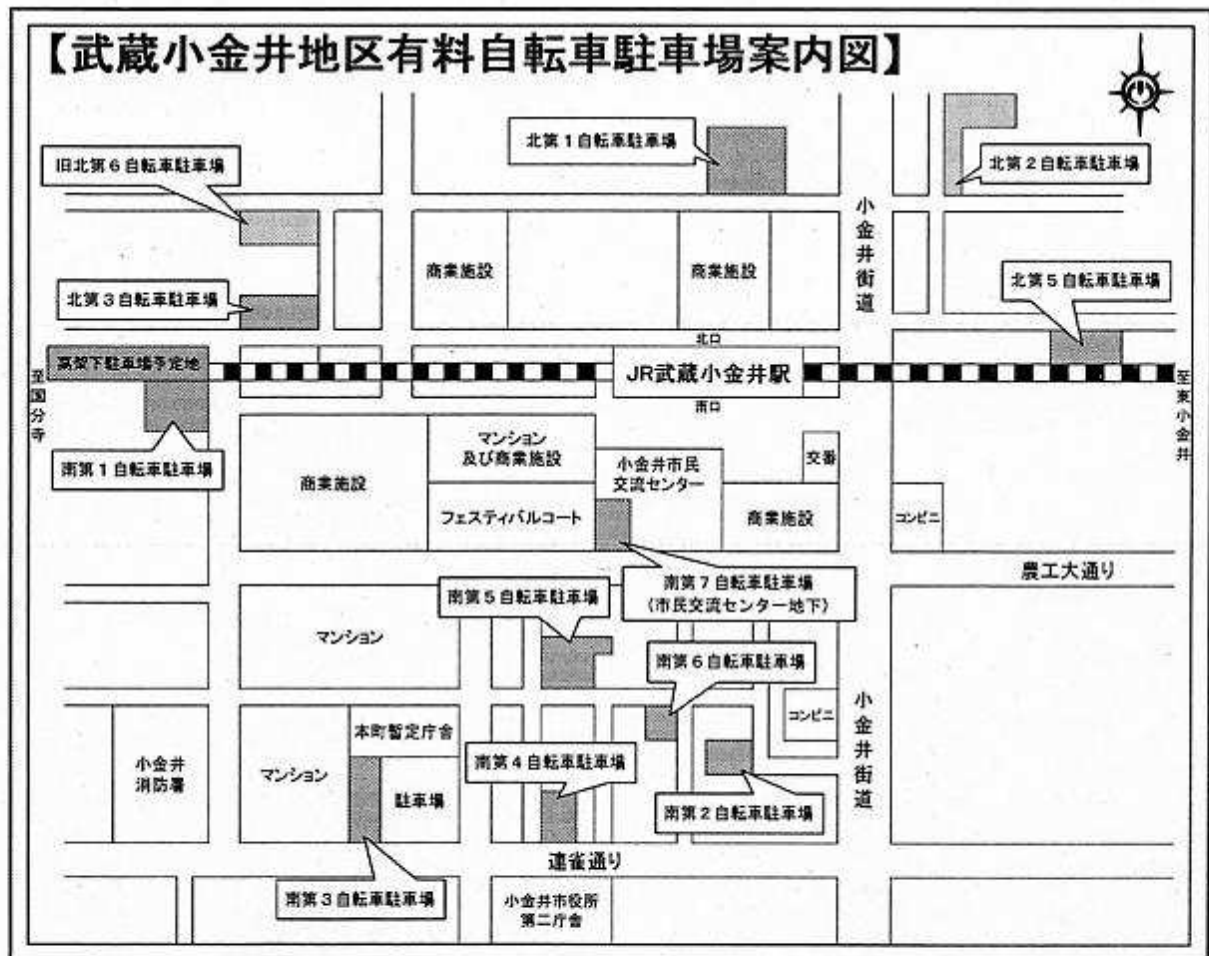 【武蔵小金井地区有料自転車駐車場案内図】
北第1自転車駐車場
旧北第6自転車駐車場
北第2自転車駐車場
小金井街道
商業施設
商業施設
北第5自転車駐車場
北第3自転車駐車場
北口
高架下駐車場予定地
JR武蔵小金井駅
至国分寺
至東小金井
南口
南第1自転車駐車場
マンション
及び商業施設
小金井市民
交流センター
交番
商業施設
フェスティバルコート
商業施設
コンビニ
農工大通り
南第7自転車駐車場
(市民交流センター地下)
南第5自転車駐車場
マンション
南第6自転車駐車場
コンビニ
小金井街道
本町暫定庁舎
小金井
消防署
マンション
南第4自転車駐車場
駐車場
南第2自転車駐車場
連雀通り
南第3自転車駐車場
小金井市役所
第二庁舎